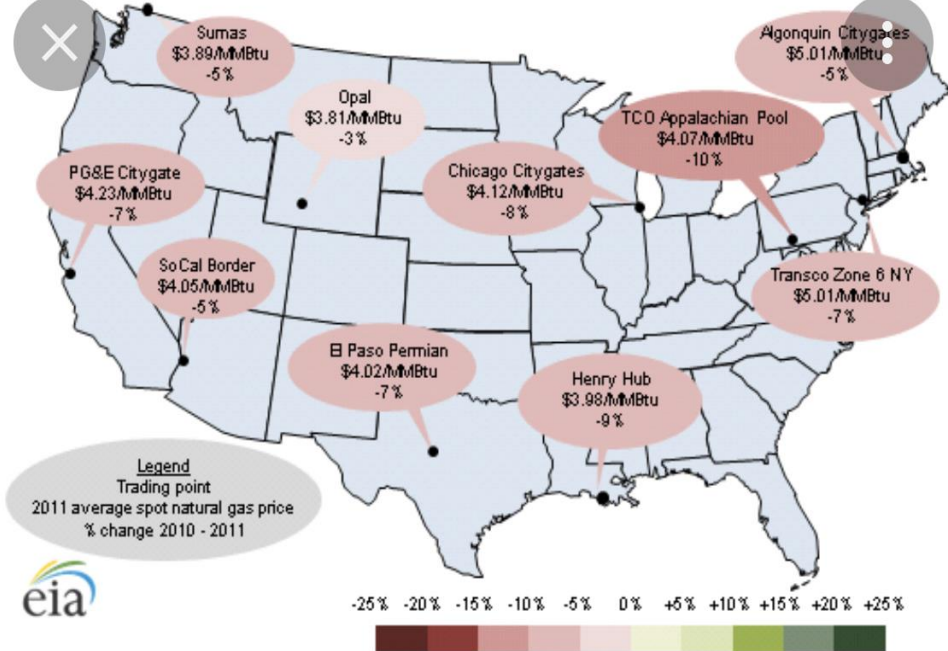 Sumas
$3.89/MMBtu
-5%
Algonquin Citygates
$5.01/MMBtu
-5%
Opal
$3.81/MMBtu
-3%
TCO Appalachian Pool
$4.07/MMBtu
-10%
PG&E Citygate
$4.23/MMBtu
-7%
Chicago Citygates
$4.12/MMBtu
-8%
SoCal Border
$4.05/MMBtu
-5%
Transco Zone 6 NY
$5.01/MMBtu
-7%
El Paso Permian
$4.02/MMBtu
-7%
Henry Hub
$3.98/MMBtu
-9%
Legend
Trading point
2011 average spot natural gas price
% change 2010 - 2011
eia
-25% -20% -15% -10% -5% 0% +5% +10% +15% +20% +25%